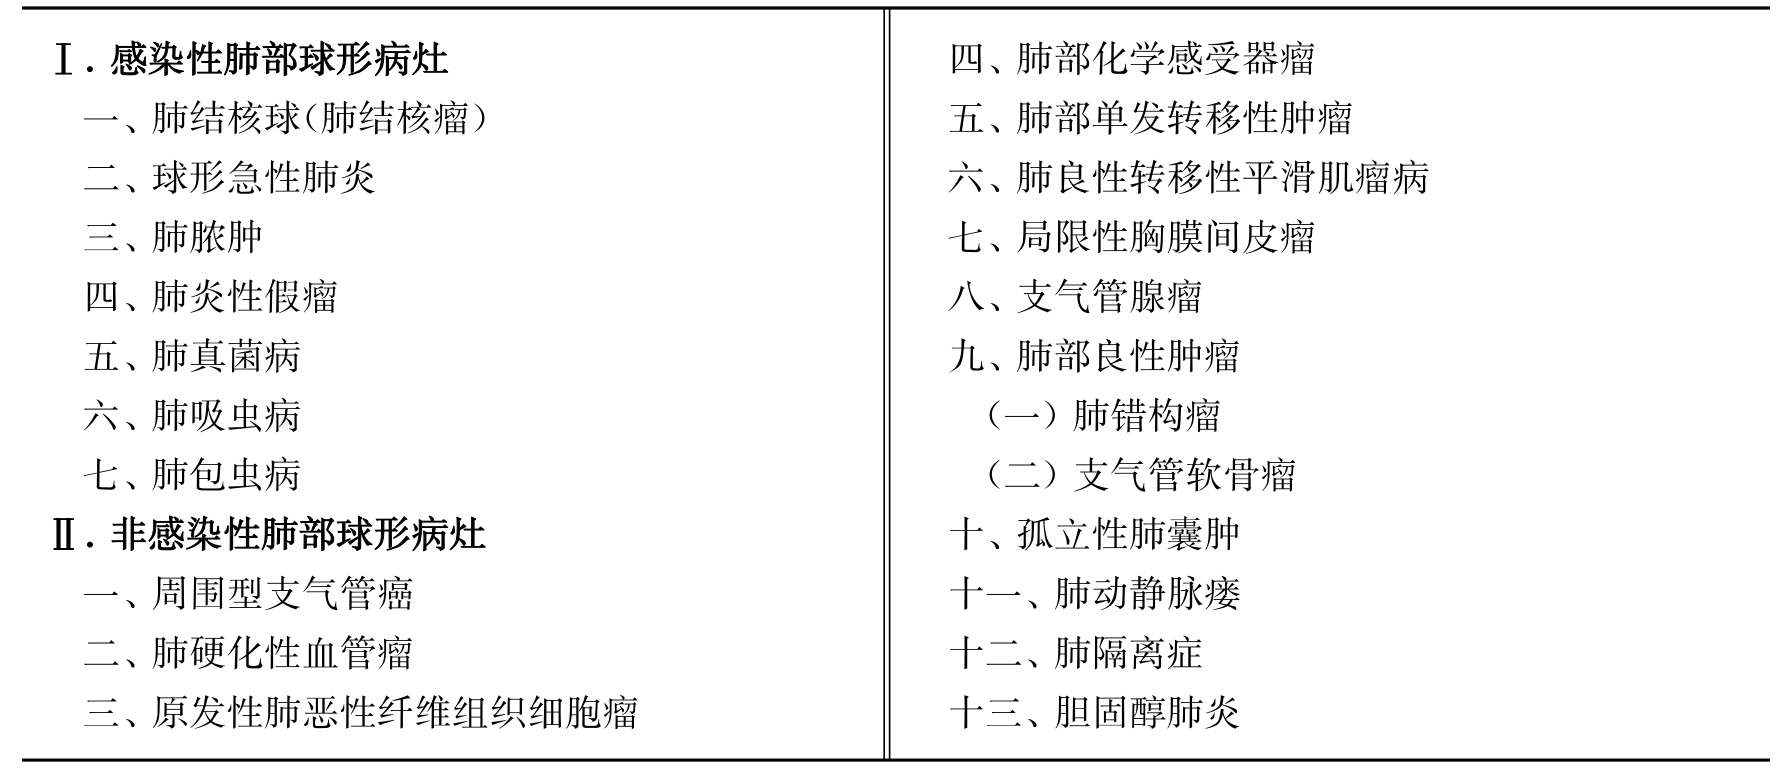 Ⅰ. 感染性肺部球形病灶
一、肺结核球(肺结核瘤)
二、球形急性肺炎
三、肺脓肿
四、肺炎性假瘤
五、肺真菌病
六、肺吸虫病
七、肺包虫病
Ⅱ. 非感染性肺部球形病灶
一、周围型支气管癌
二、肺硬化性血管瘤
三、原发性肺恶性纤维组织细胞瘤
四、肺部化学感受器瘤
五、肺部单发转移性肿瘤
六、肺良性转移性平滑肌瘤病
七、局限性胸膜间皮瘤
八、支气管腺瘤
九、肺部良性肿瘤
（一）肺错构瘤
（二）支气管软骨瘤
十、孤立性肺囊肿
十一、肺动静脉瘘
十二、肺隔离症
十三、胆固醇肺炎